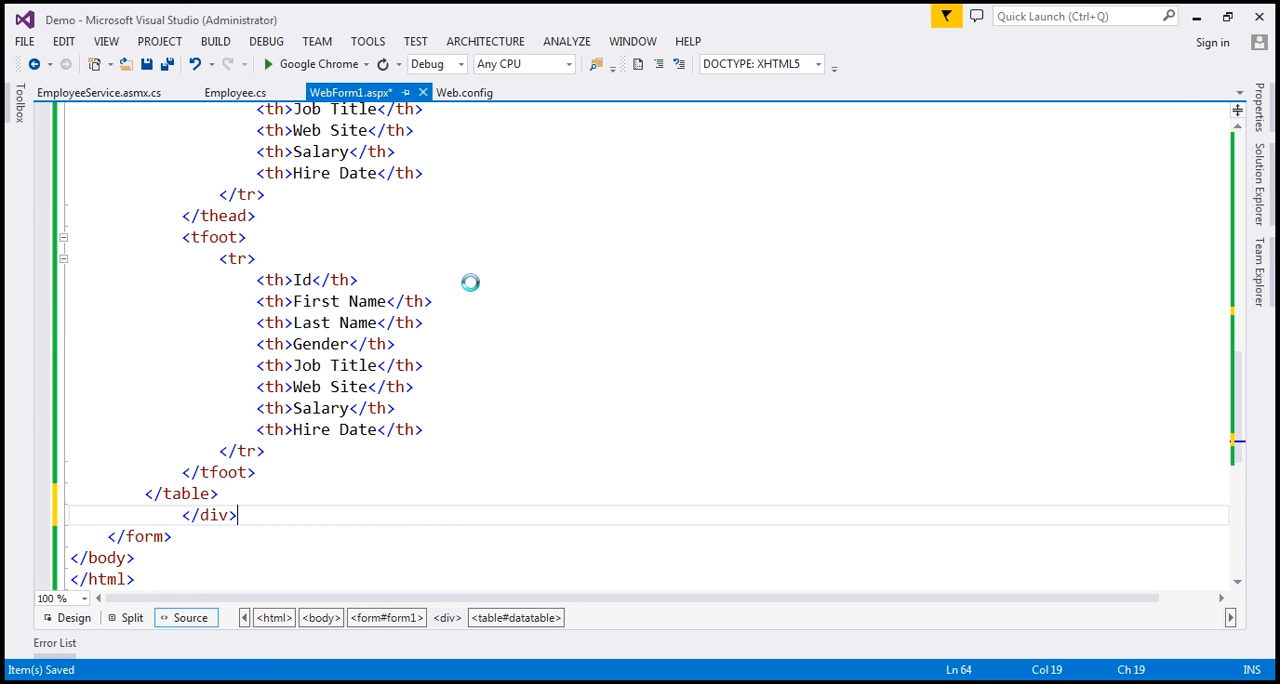 Demo - Microsoft Visual Studio (Administrator)
Quick Launch (Ctrl+Q)
FILE EDIT VIEW PROJECT BUILD DEBUG TEAM TOOLS TEST ARCHITECTURE ANALYZE WINDOW HELP
Sign in
Google Chrome Debug Any CPU DOCTYPE: XHTML5
EmployeeService.asmx.cs Employee.cs WebForm1.aspx* Web.config
Toolbox
Properties
Solution Explorer
Team Explorer
<th>Job Title</th>
<th>Web Site</th>
<th>Salary</th>
<th>Hire Date</th>
</tr>
</thead>
<tfoot>
<tr>
<th>Id</th>
<th>First Name</th>
<th>Last Name</th>
<th>Gender</th>
<th>Job Title</th>
<th>Web Site</th>
<th>Salary</th>
<th>Hire Date</th>
</tr>
</tfoot>
</table>
</div>
</form>
</body>
</html>
100 %
Design Split Source <html> <body> <form#form1> <div> <table#datatable>
Error List
Item(s) Saved Ln 64 Col 19 Ch 19 INS